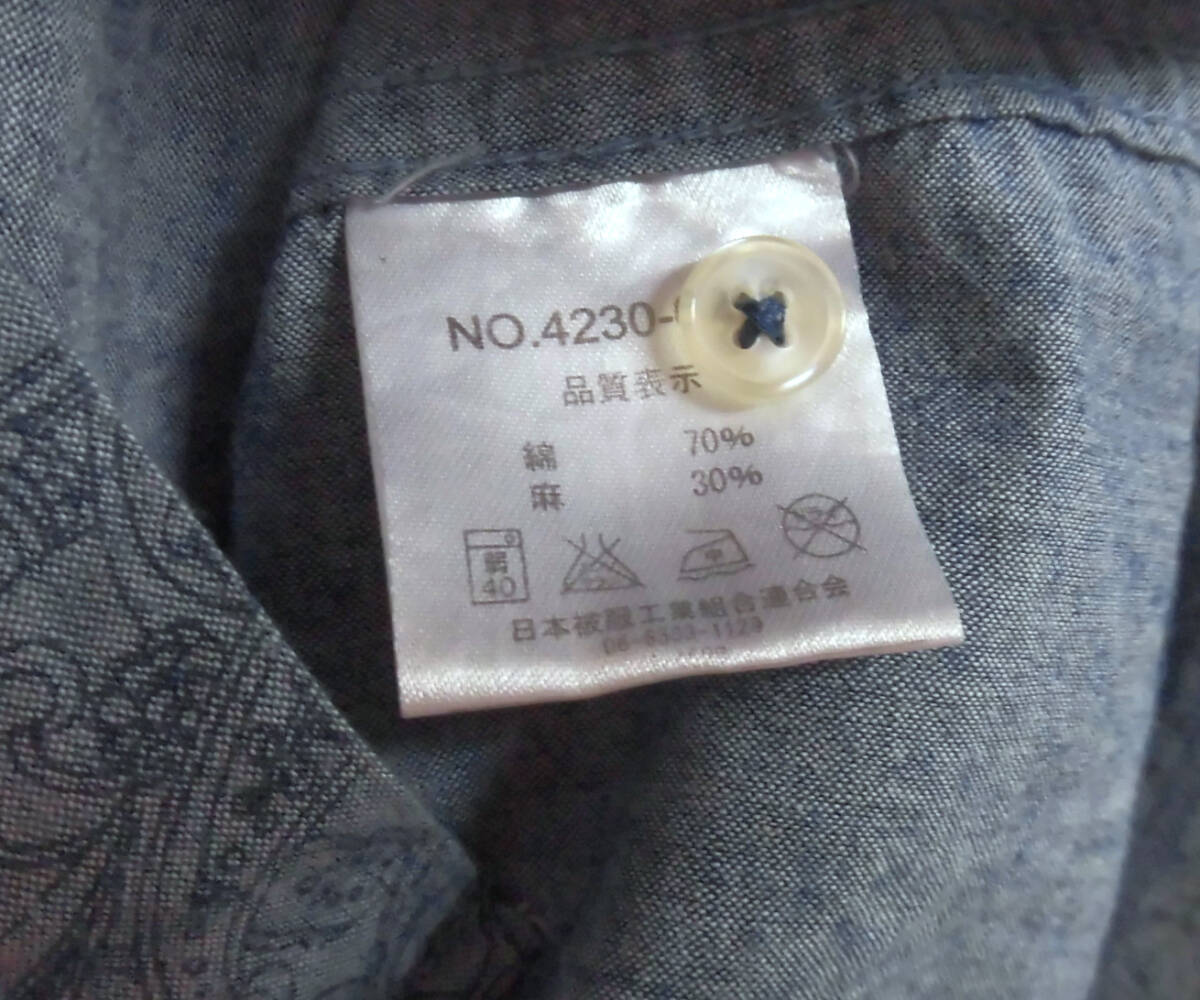 NO.4230-
品質表示
綿 70%
麻 30%
弱 40 中
日本被服工業組合連合会